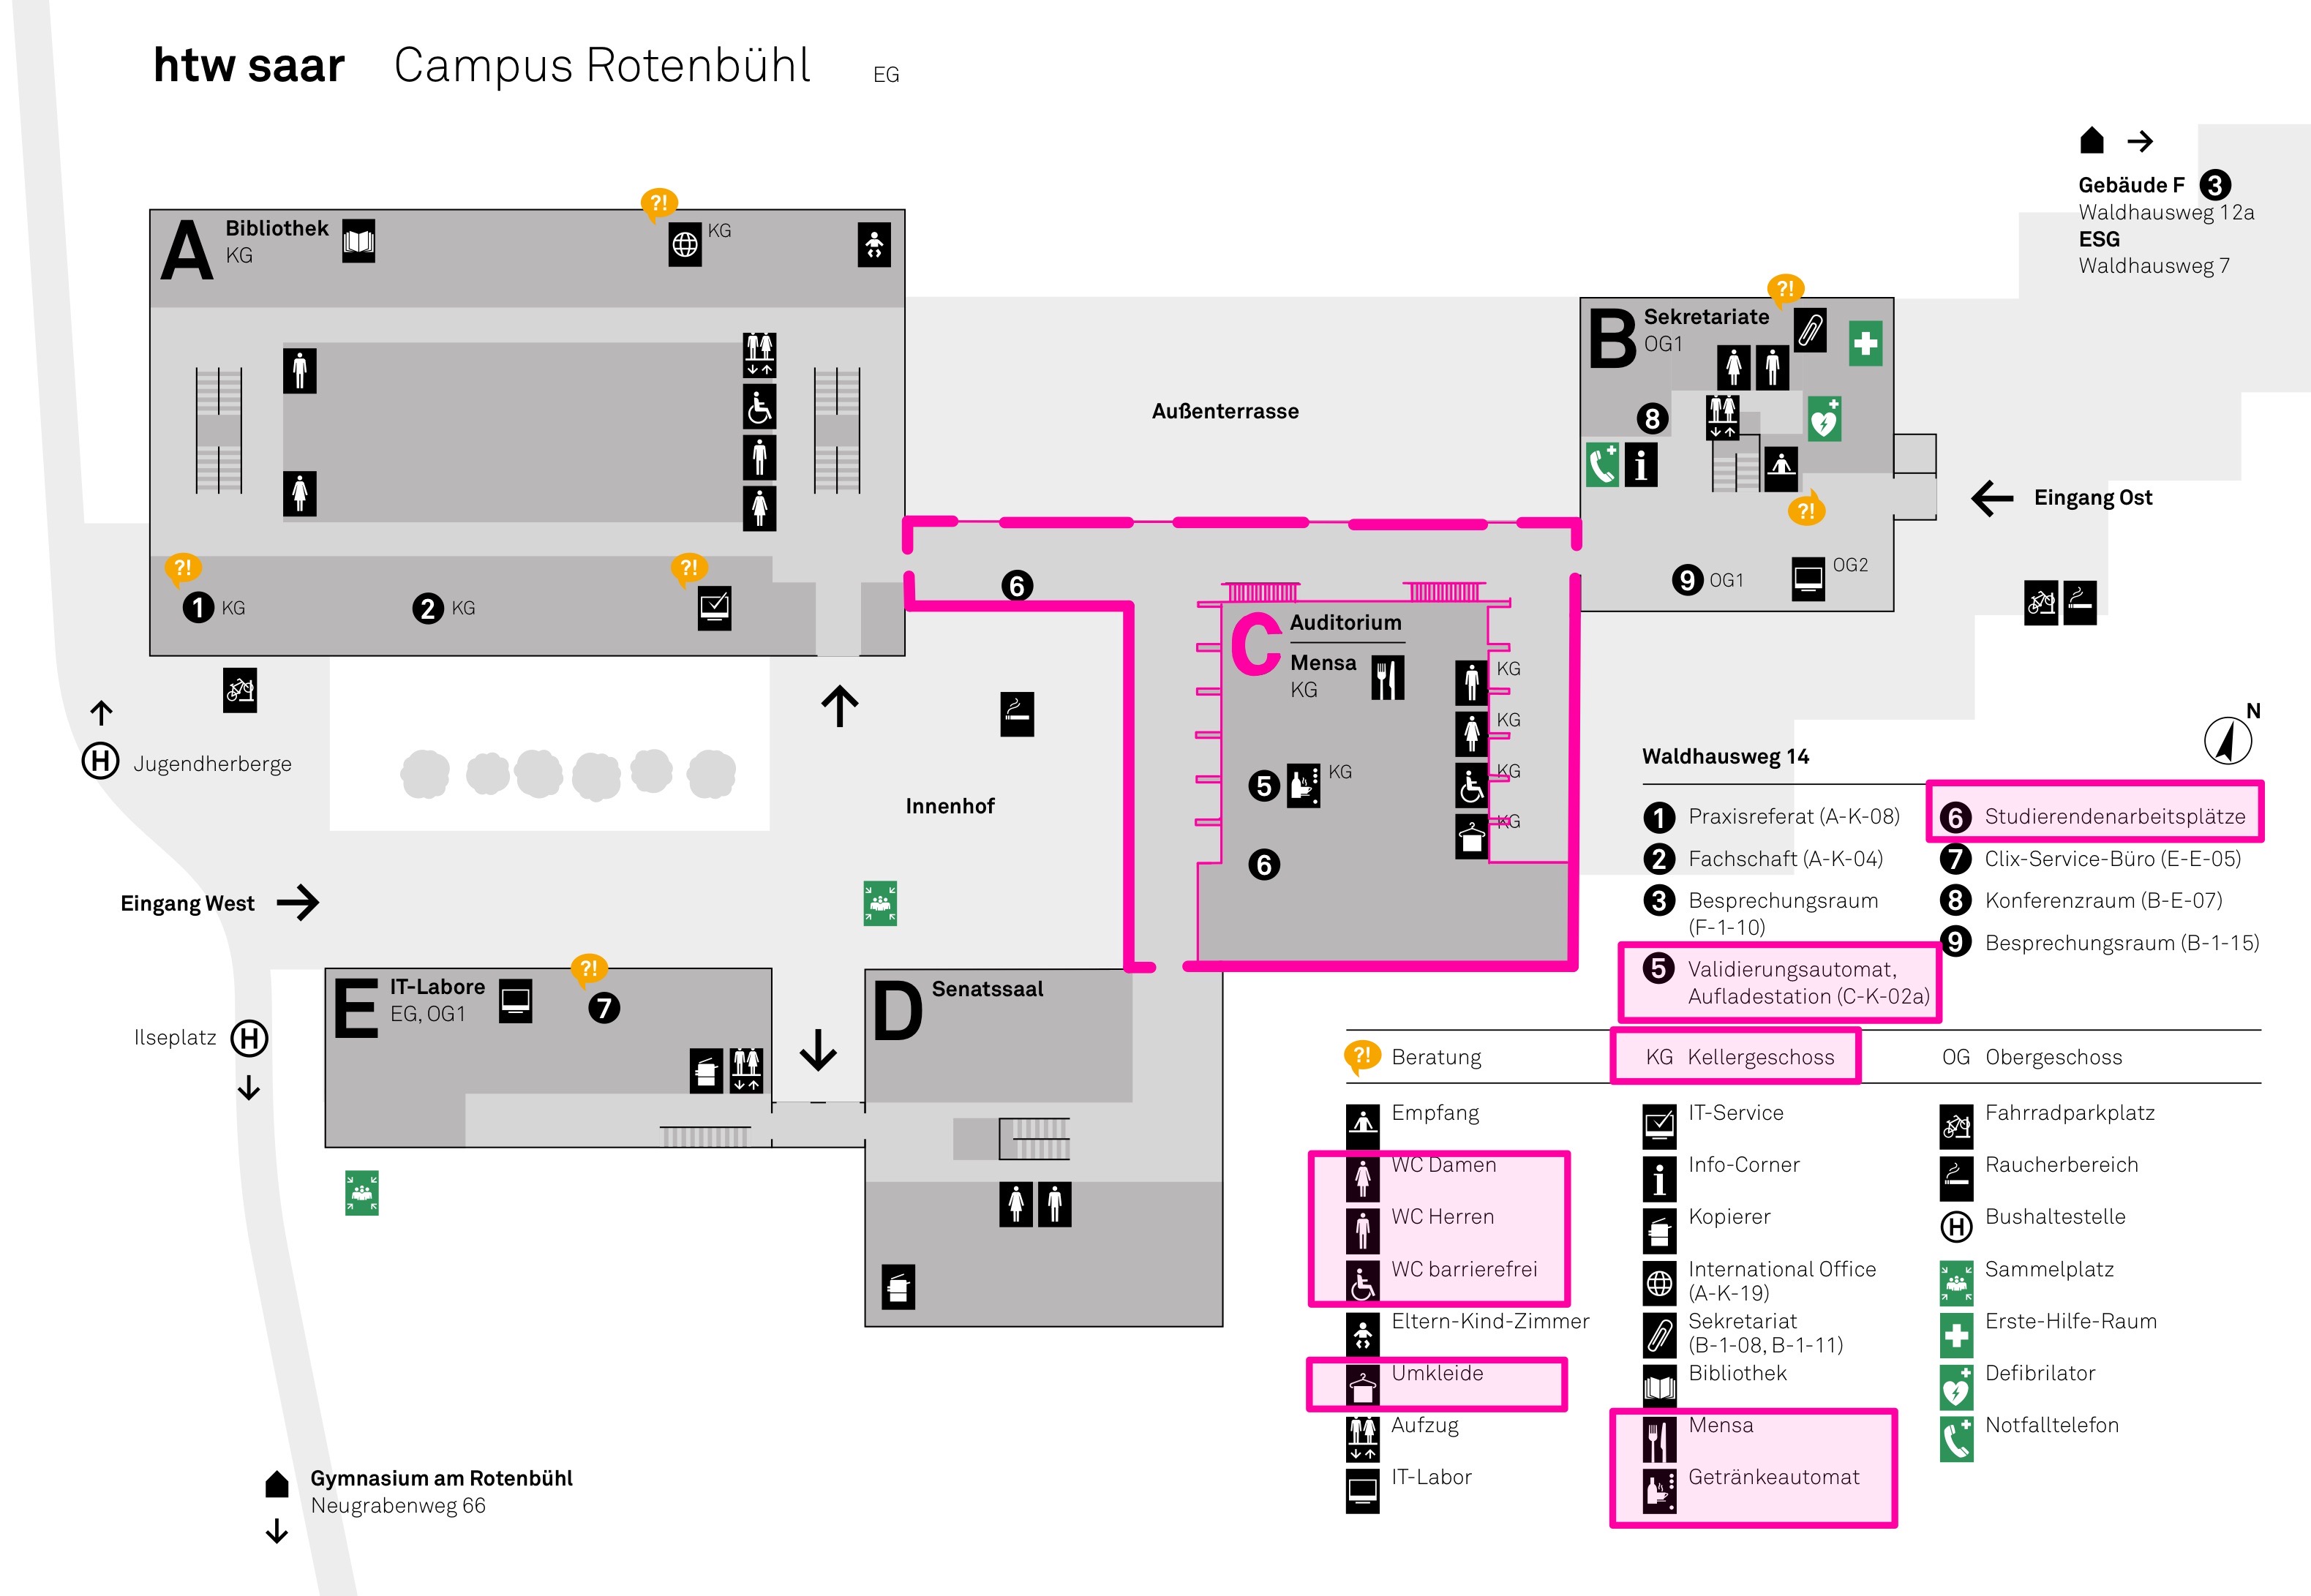 htw saar Campus Rotenbühl EG
Gebäude F 3
Waldhausweg 12a
ESG
Waldhausweg 7
A Bibliothek
KG
?!
KG
?!
1 KG
2 KG
?!
Außenterrasse
?!
B Sekretariate
OG1
8
i
?!
9 OG1
OG2
Eingang Ost
6
C Auditorium
Mensa
KG
KG
KG
KG
KG
5 KG
6
H Jugendherberge
Innenhof
Eingang West
E IT-Labore
EG, OG1
?!
7
D Senatssaal
Ilseplatz H
Gymnasium am Rotenbühl
Neugrabenweg 66
N
Waldhausweg 14
1 Praxisreferat (A-K-08)
2 Fachschaft (A-K-04)
3 Besprechungsraum
(F-1-10)
5 Validierungsautomat,
Aufladestation (C-K-02a)
6 Studierendenarbeitsplätze
7 Clix-Service-Büro (E-E-05)
8 Konferenzraum (B-E-07)
9 Besprechungsraum (B-1-15)
?! Beratung
KG Kellergeschoss
OG Obergeschoss
Empfang
WC Damen
WC Herren
WC barrierefrei
Eltern-Kind-Zimmer
Umkleide
Aufzug
IT-Labor
IT-Service
i Info-Corner
Kopierer
International Office
(A-K-19)
Sekretariat
(B-1-08, B-1-11)
Bibliothek
Mensa
Getränkeautomat
Fahrradparkplatz
Raucherbereich
H Bushaltestelle
Sammelplatz
Erste-Hilfe-Raum
Defibrilator
Notfalltelefon